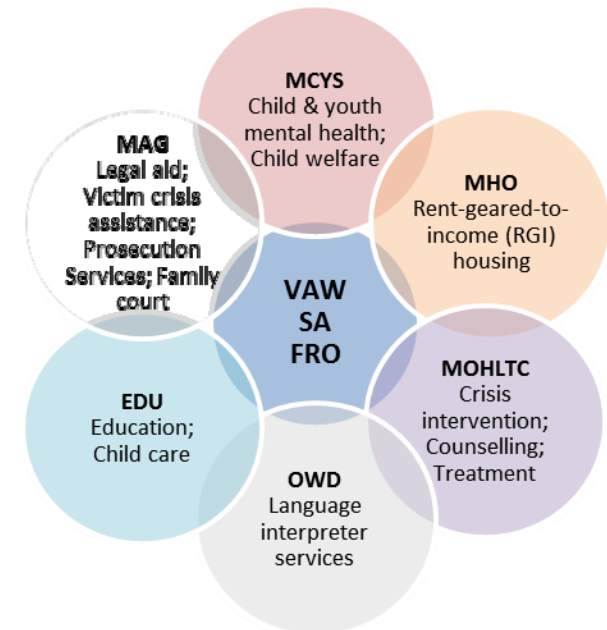 MCYS
Child & youth
mental health;
Child welfare
MAG
Legal aid;
Victim crisis
assistance;
Prosecution
Services; Family
court
MHO
Rent-geared-to-
income (RGI)
housing
VAW
SA
FRO
EDU
Education;
Child care
MOHLTC
Crisis
intervention;
Counselling;
Treatment
OWD
Language
interpreter
services